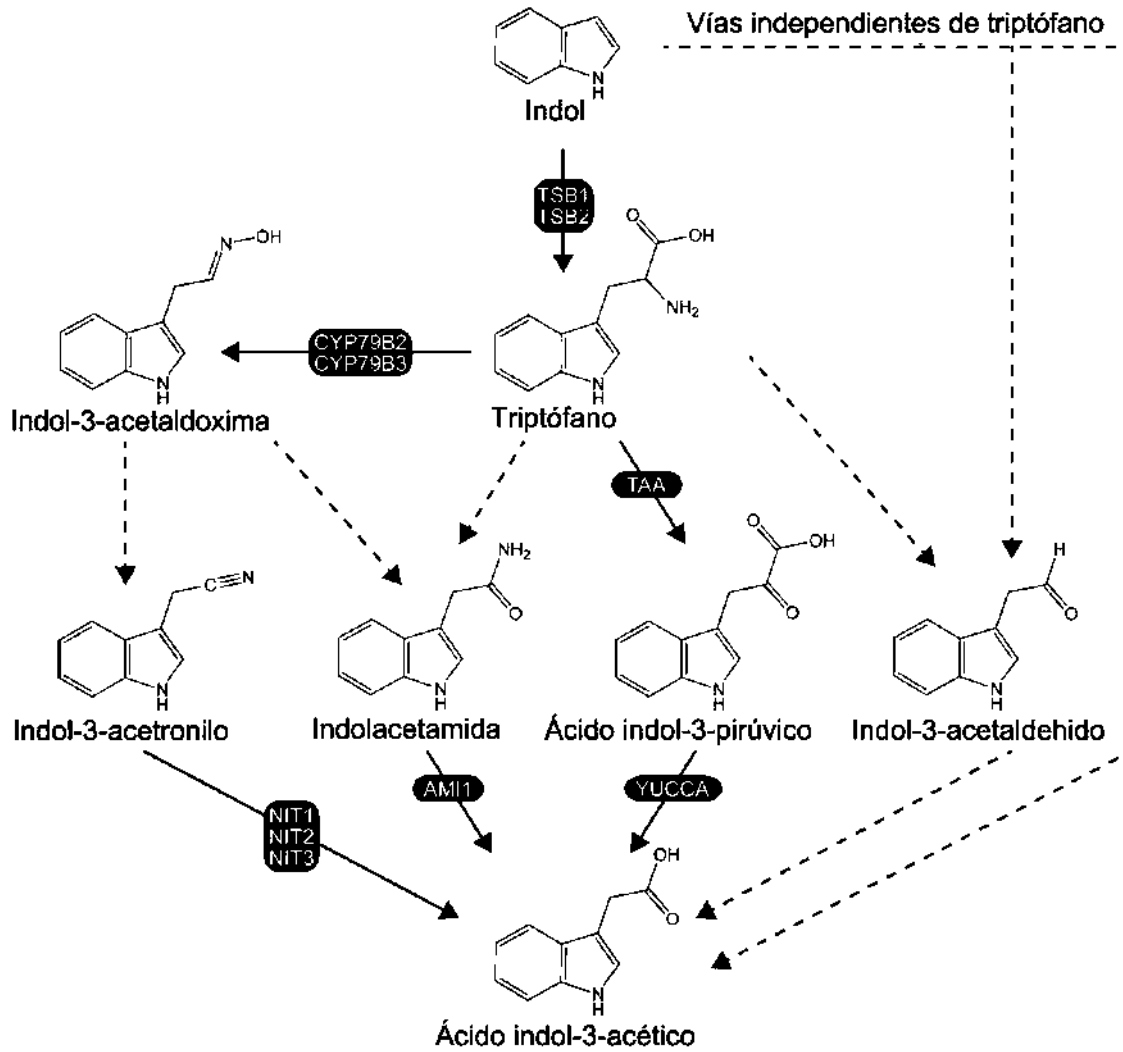 Vías independientes de triptófano
N
H
Indol
TSB1
TSB2
O
OH
NH₂
N
OH
CYP79B2
CYP79B3
N
H
N
H
Indol-3-acetaldoxima
Triptófano
TAA
O
OH
O
NH₂
O
H
O
C
N
N
H
N
H
N
H
N
H
Indol-3-acetronilo
Indolacetamida
Ácido indol-3-pirúvico
Indol-3-acetaldehido
AMI1
YUCCA
NIT1
NIT2
NIT3
OH
O
N
H
Ácido indol-3-acético